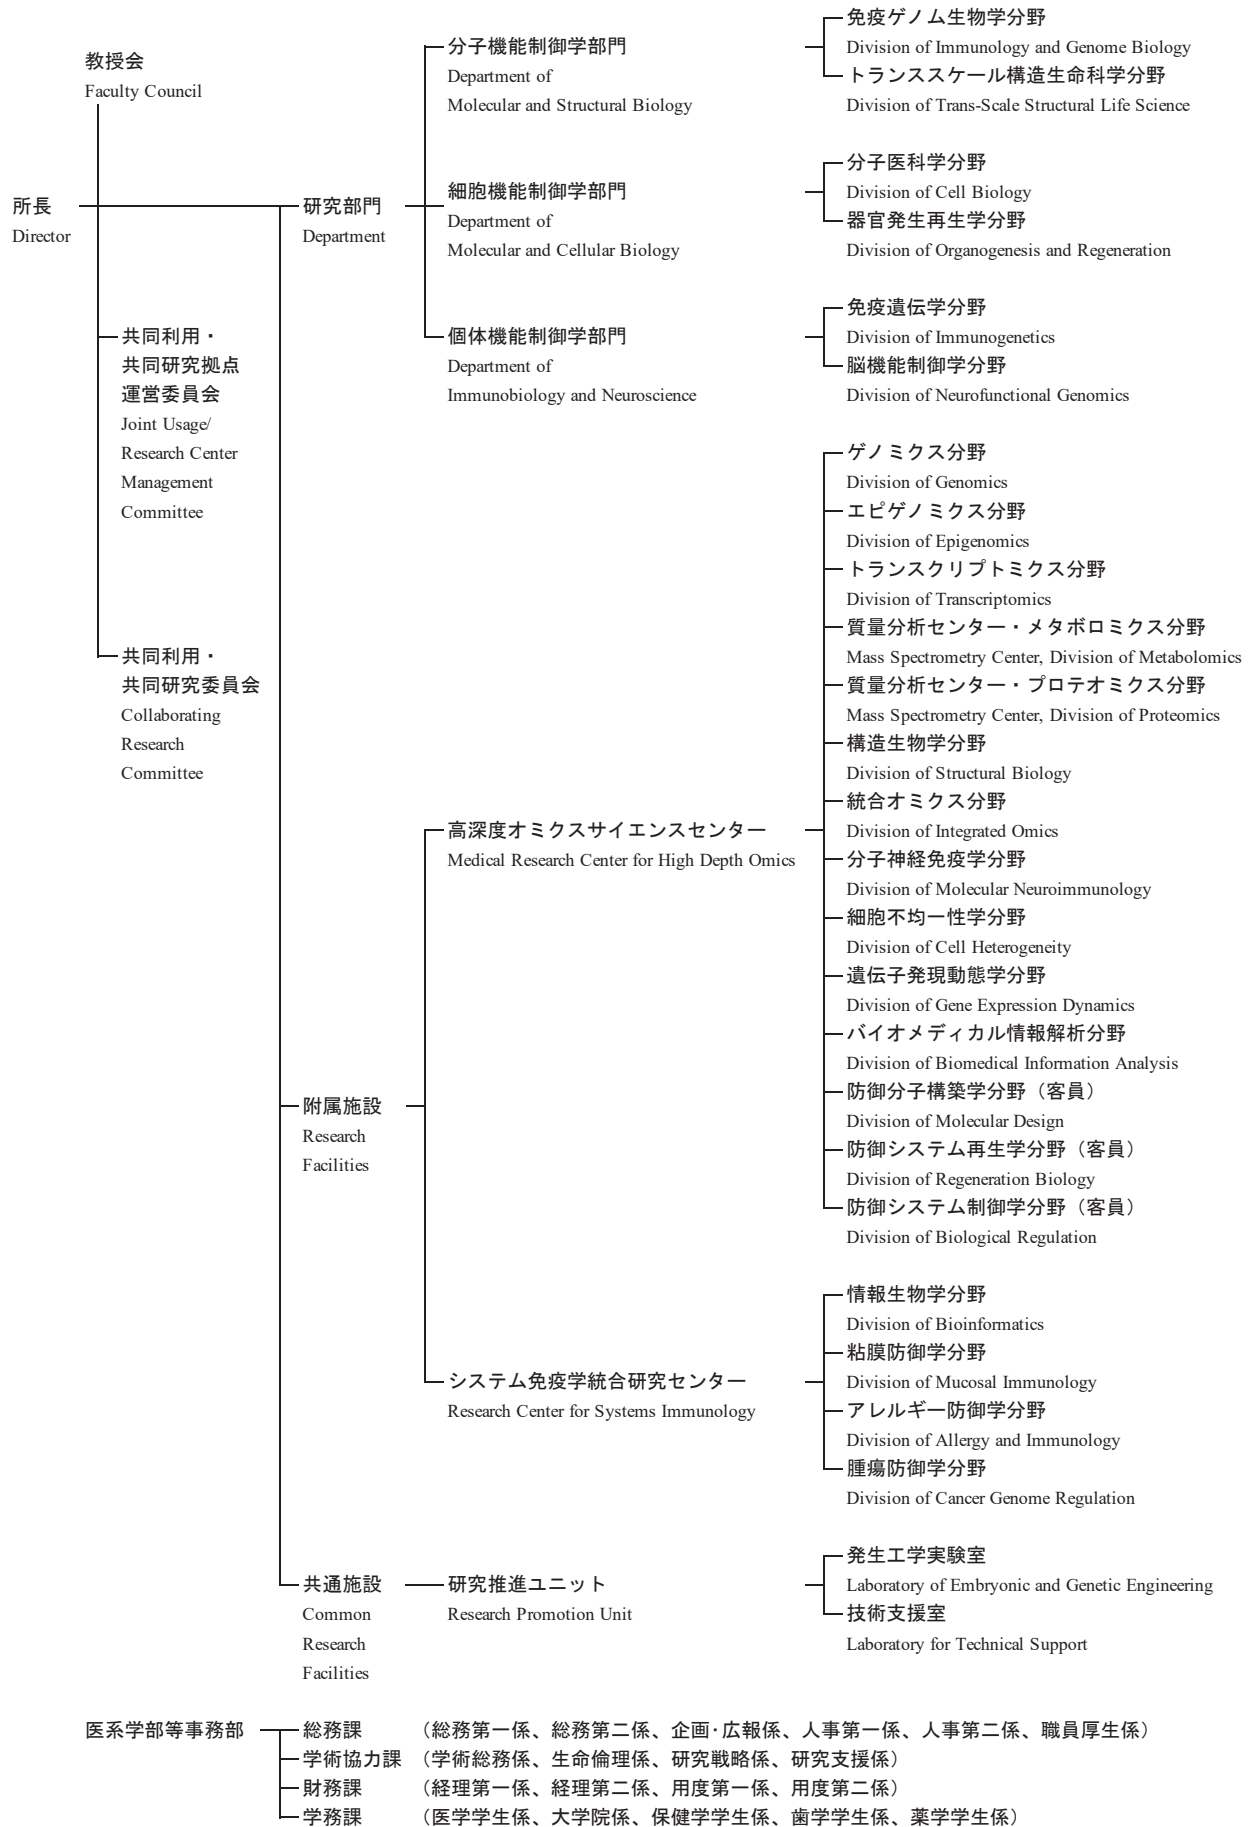 教授会
Faculty Council
所長
Director
共同利用・
共同研究拠点
運営委員会
Joint Usage/
Research Center
Management
Committee
共同利用・
共同研究委員会
Collaborating
Research
Committee
研究部門
Department
分子機能制御学部門
Department of
Molecular and Structural Biology
免疫ゲノム生物学分野
Division of Immunology and Genome Biology
トランススケール構造生命科学分野
Division of Trans-Scale Structural Life Science
細胞機能制御学部門
Department of
Molecular and Cellular Biology
分子医科学分野
Division of Cell Biology
器官発生再生学分野
Division of Organogenesis and Regeneration
個体機能制御学部門
Department of
Immunobiology and Neuroscience
免疫遺伝学分野
Division of Immunogenetics
脳機能制御学分野
Division of Neurofunctional Genomics
附属施設
Research
Facilities
高深度オミクスサイエンスセンター
Medical Research Center for High Depth Omics
ゲノミクス分野
Division of Genomics
エピゲノミクス分野
Division of Epigenomics
トランスクリプトミクス分野
Division of Transcriptomics
質量分析センター・メタボロミクス分野
Mass Spectrometry Center, Division of Metabolomics
質量分析センター・プロテオミクス分野
Mass Spectrometry Center, Division of Proteomics
構造生物学分野
Division of Structural Biology
統合オミクス分野
Division of Integrated Omics
分子神経免疫学分野
Division of Molecular Neuroimmunology
細胞不均一性学分野
Division of Cell Heterogeneity
遺伝子発現動態学分野
Division of Gene Expression Dynamics
バイオメディカル情報解析分野
Division of Biomedical Information Analysis
防御分子構築学分野（客員）
Division of Molecular Design
防御システム再生学分野（客員）
Division of Regeneration Biology
防御システム制御学分野（客員）
Division of Biological Regulation
システム免疫学統合研究センター
Research Center for Systems Immunology
情報生物学分野
Division of Bioinformatics
粘膜防御学分野
Division of Mucosal Immunology
アレルギー防御学分野
Division of Allergy and Immunology
腫瘍防御学分野
Division of Cancer Genome Regulation
共通施設
Common
Research
Facilities
研究推進ユニット
Research Promotion Unit
発生工学実験室
Laboratory of Embryonic and Genetic Engineering
技術支援室
Laboratory for Technical Support
医系学部等事務部
総務課 （総務第一係、総務第二係、企画・広報係、人事第一係、人事第二係、職員厚生係）
学術協力課 （学術総務係、生命倫理係、研究戦略係、研究支援係）
財務課 （経理第一係、経理第二係、用度第一係、用度第二係）
学務課 （医学学生係、大学院係、保健学学生係、歯学学生係、薬学学生係）